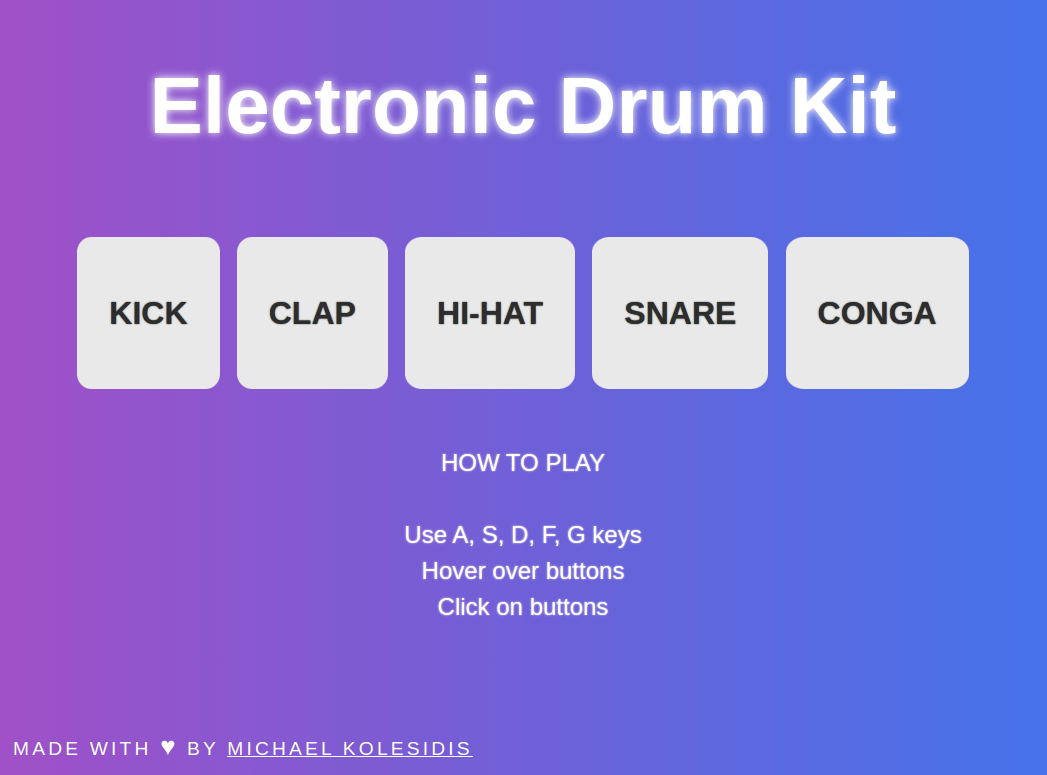 Electronic Drum Kit
KICK CLAP HI-HAT SNARE CONGA
HOW TO PLAY
Use A, S, D, F, G keys
Hover over buttons
Click on buttons
MADE WITH ♥ BY MICHAEL KOLESIDIS